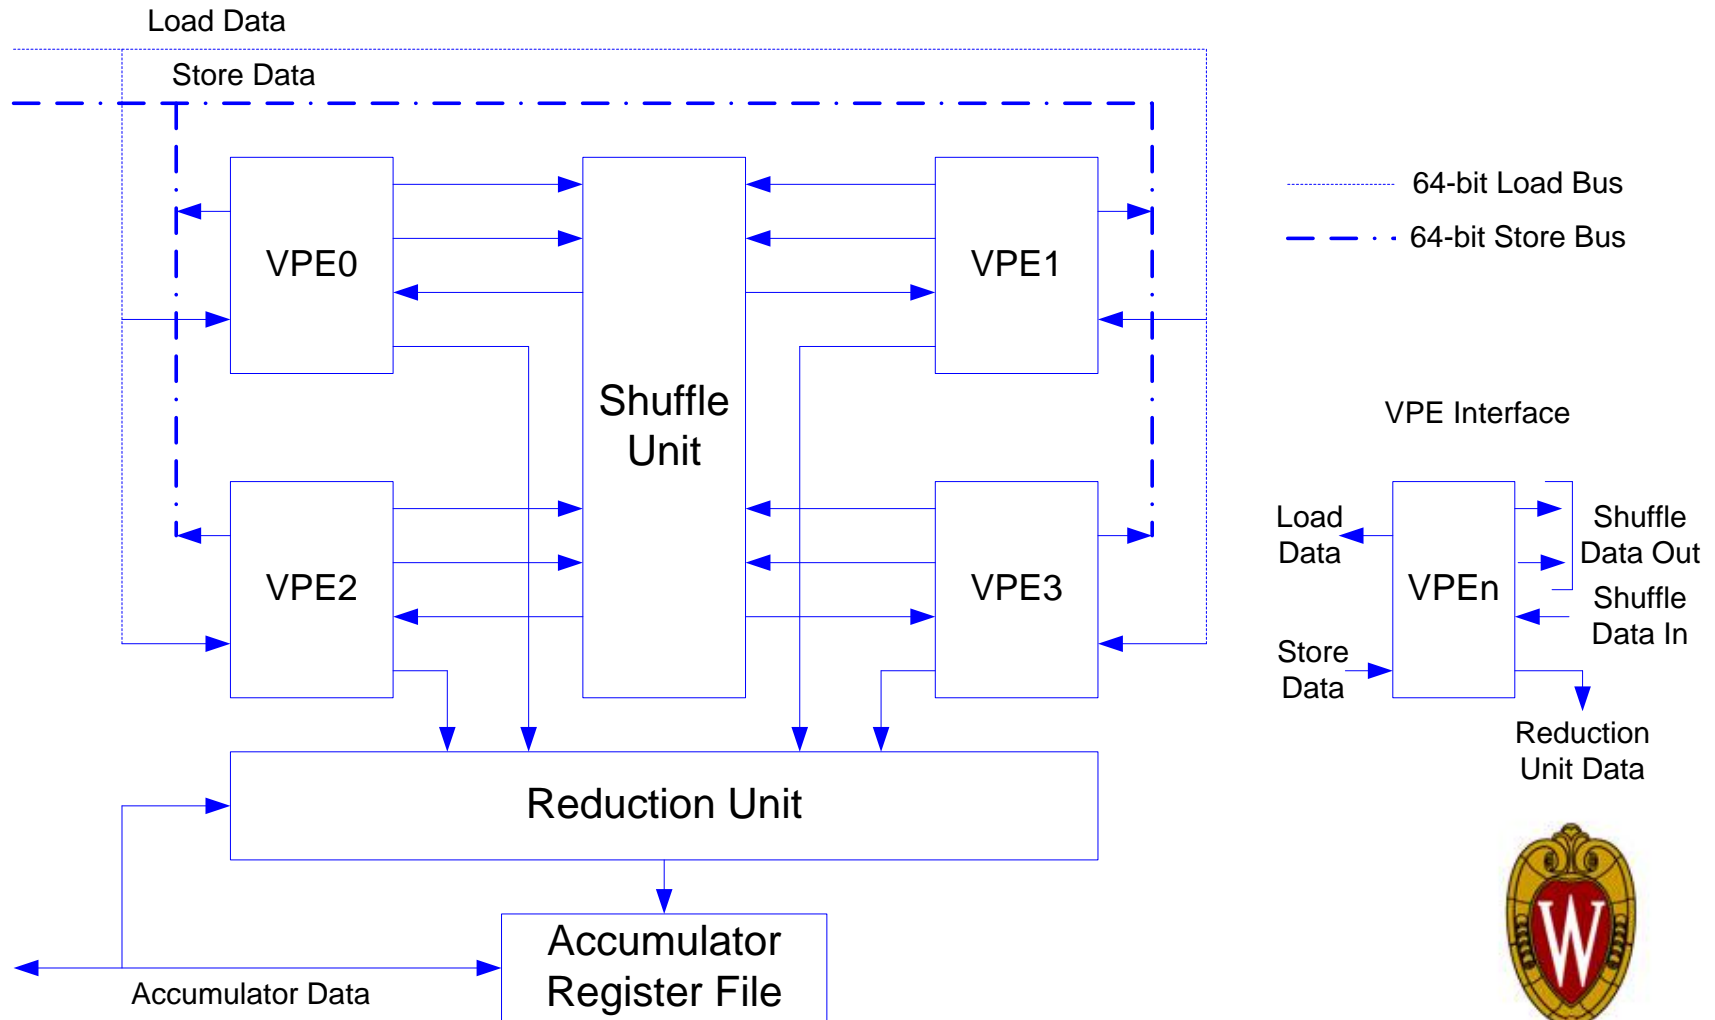 Load Data
Store Data
VPE0
VPE1
VPE2
VPE3
Shuffle
Unit
Reduction Unit
Accumulator
Register File
Accumulator Data
64-bit Load Bus
64-bit Store Bus
VPE Interface
Load
Data
Store
Data
VPEn
Shuffle
Data Out
Shuffle
Data In
Reduction
Unit Data
W